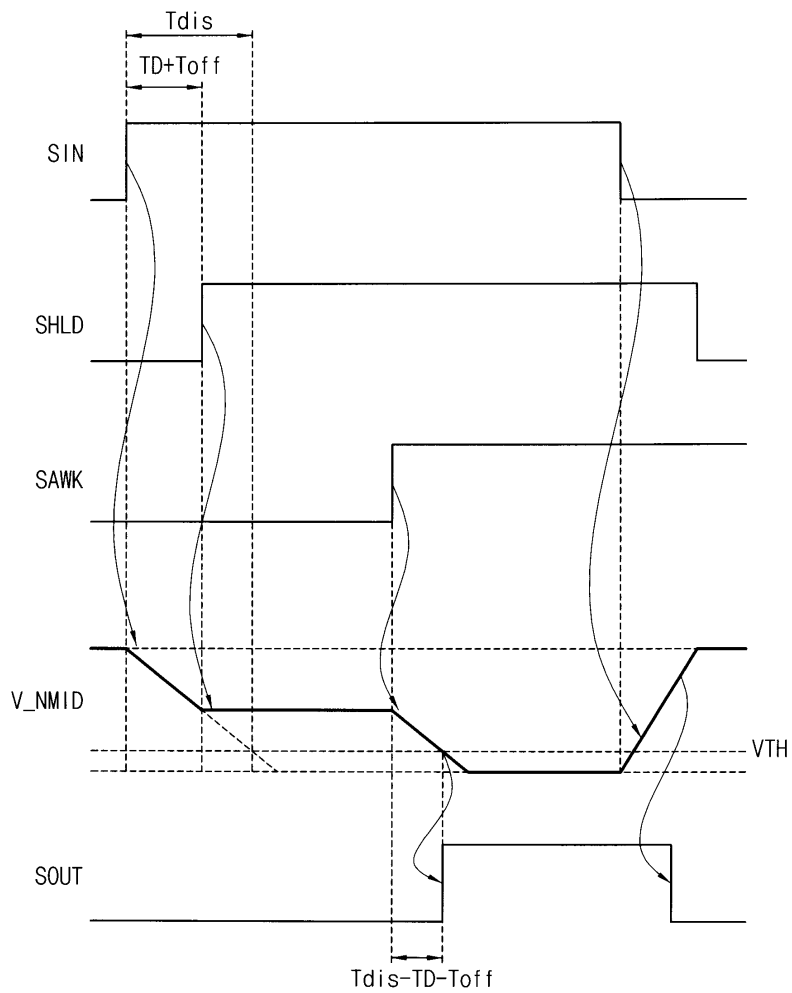 Tdis
TD+Toff
SIN
SHLD
SAWK
V_NMID
VTH
SOUT
Tdis-TD-Toff